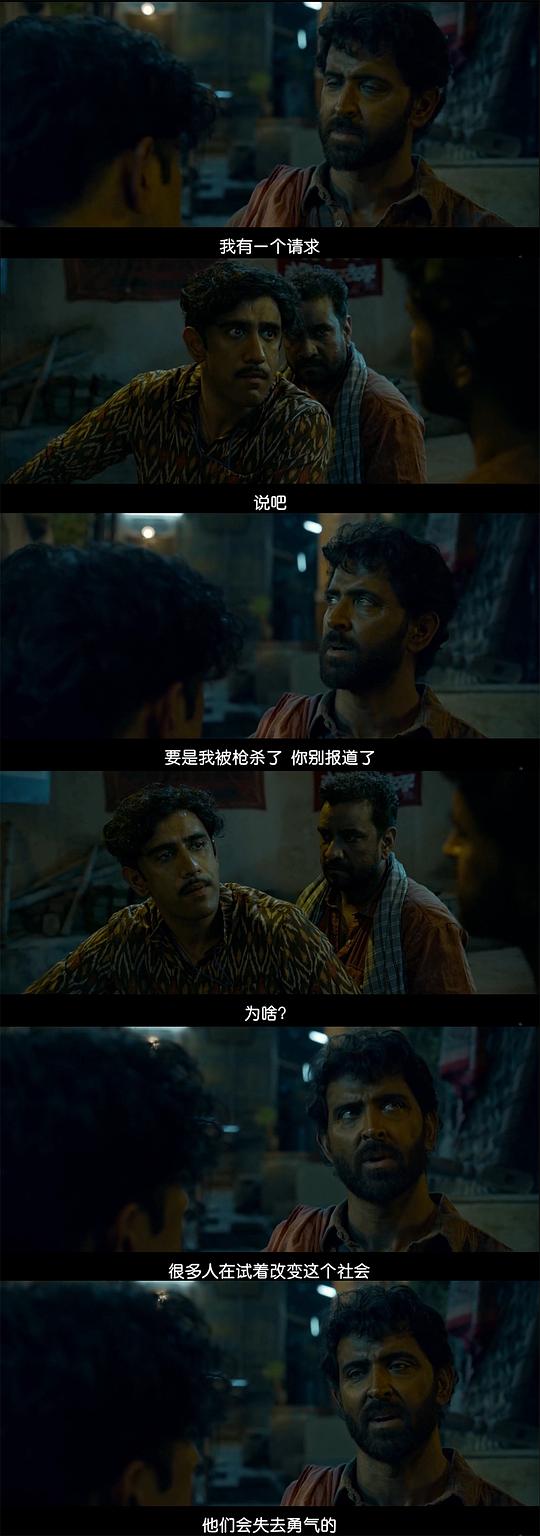 我有一个请求
说吧
要是我被枪杀了 你别报道了
为啥?
很多人在试着改变这个社会
他们会失去勇气的